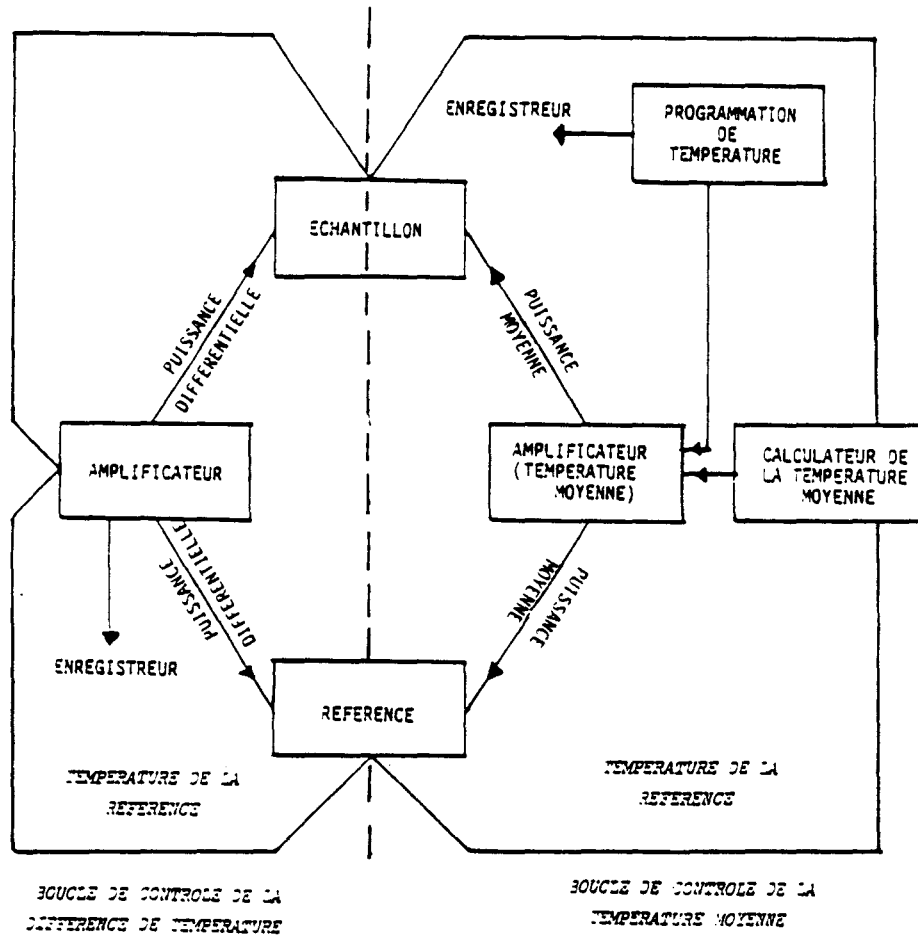 ENREGISTREUR
PROGRAMMATION
DE
TEMPERATURE
ECHANTILLON
PUISSANCE
DIFFERENTIELLE
PUISSANCE
MOYENNE
AMPLIFICATEUR
AMPLIFICATEUR
(TEMPERATURE
MOYENNE)
CALCULATEUR DE
LA TEMPERATURE
MOYENNE
DIFFERENTIELLE
PUISSANCE
MOYENNE
PUISSANCE
ENREGISTREUR
REFERENCE
TEMPERATURE DE LA
REFERENCE
TEMPERATURE DE LA
REFERENCE
BOUCLE DE CONTROLE DE LA
DIFFERENCE DE TEMPERATURE
BOUCLE DE CONTROLE DE LA
TEMPERATURE MOYENNE